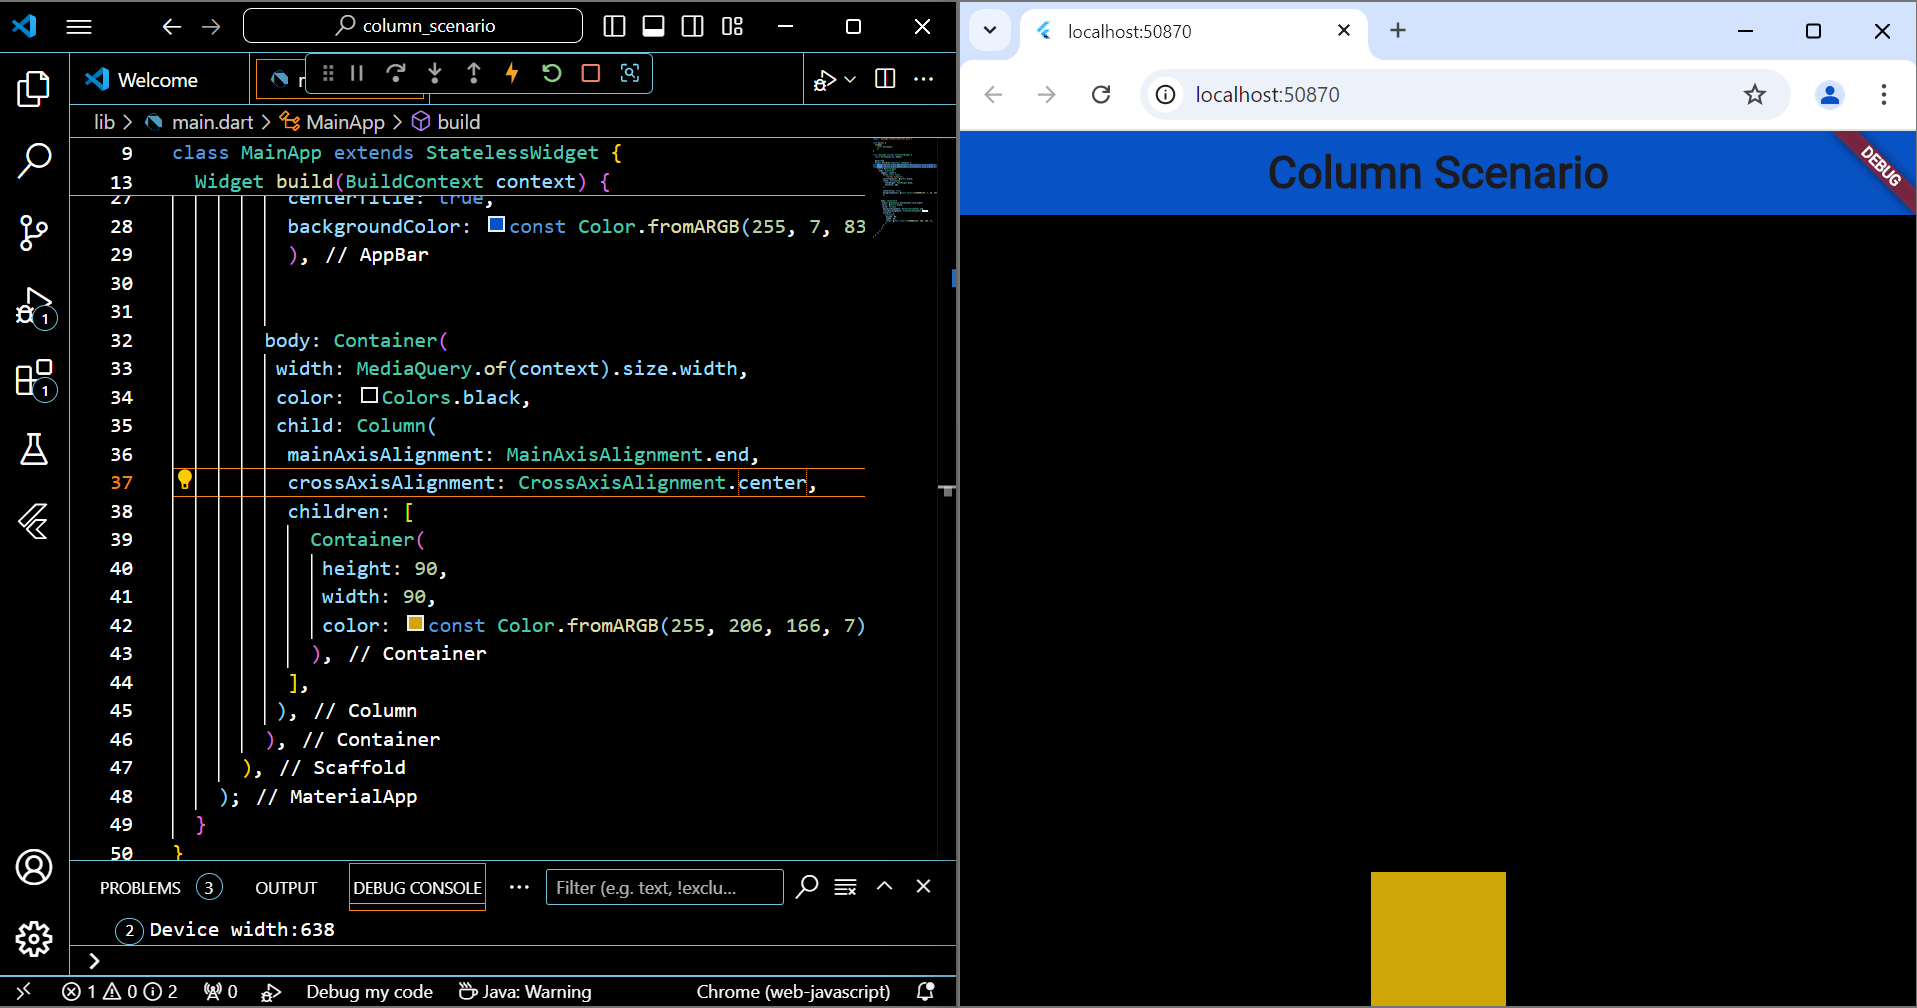 column_scenario
Welcome
lib > main.dart > MainApp > build
9 class MainApp extends StatelessWidget {
13 Widget build(BuildContext context) {
27 centerTitle: true,
28 backgroundColor: const Color.fromARGB(255, 7, 83
29 ), // AppBar
30
31
32 body: Container(
33 width: MediaQuery.of(context).size.width,
34 color: Colors.black,
35 child: Column(
36 mainAxisAlignment: MainAxisAlignment.end,
37 crossAxisAlignment: CrossAxisAlignment.center,
38 children: [
39 Container(
40 height: 90,
41 width: 90,
42 color: const Color.fromARGB(255, 206, 166, 7)
43 ), // Container
44 ],
45 ), // Column
46 ), // Container
47 ), // Scaffold
48 ); // MaterialApp
49 }
50 }
1
1
PROBLEMS 3 OUTPUT DEBUG CONSOLE ··· Filter (e.g. text, !exclu...
2 Device width:638
>
1 0 2 0 Debug my code Java: Warning Chrome (web-javascript)
localhost:50870
localhost:50870
Column Scenario
DEBUG